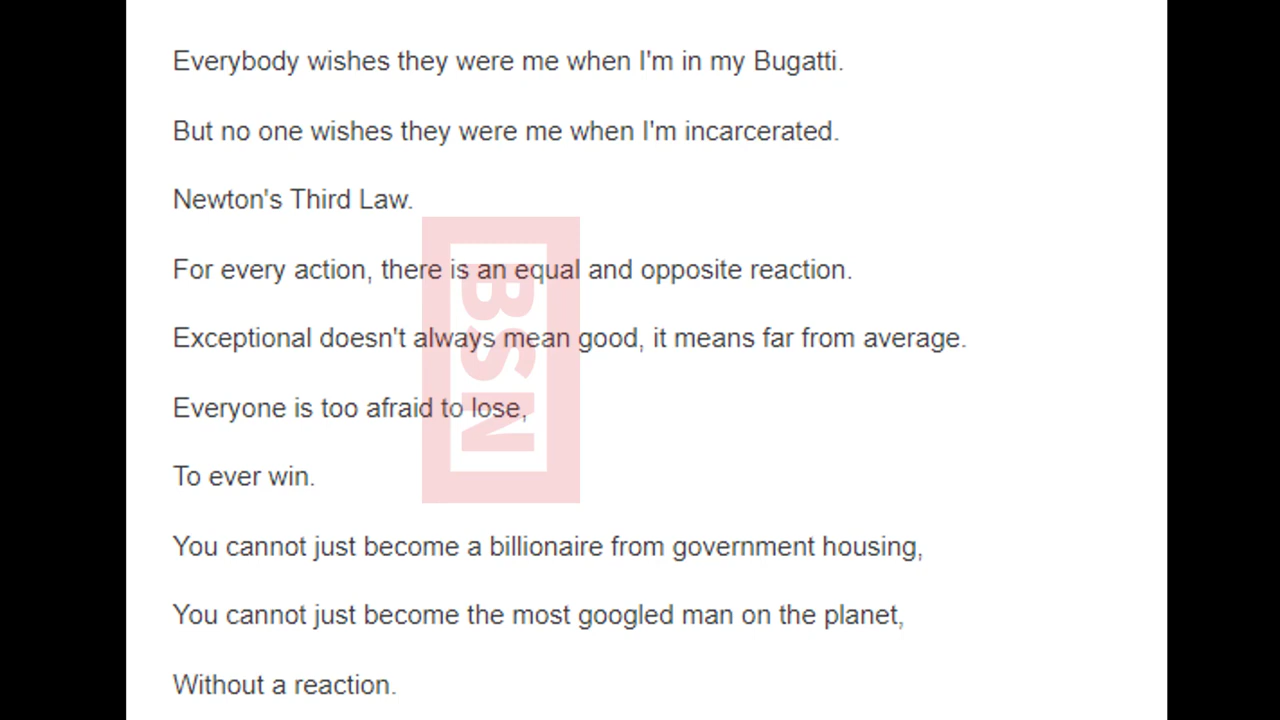 Everybody wishes they were me when I'm in my Bugatti.
But no one wishes they were me when I'm incarcerated.
Newton's Third Law.
For every action, there is an equal and opposite reaction.
Exceptional doesn't always mean good, it means far from average.
Everyone is too afraid to lose,
To ever win.
You cannot just become a billionaire from government housing,
You cannot just become the most googled man on the planet,
Without a reaction.
BSN